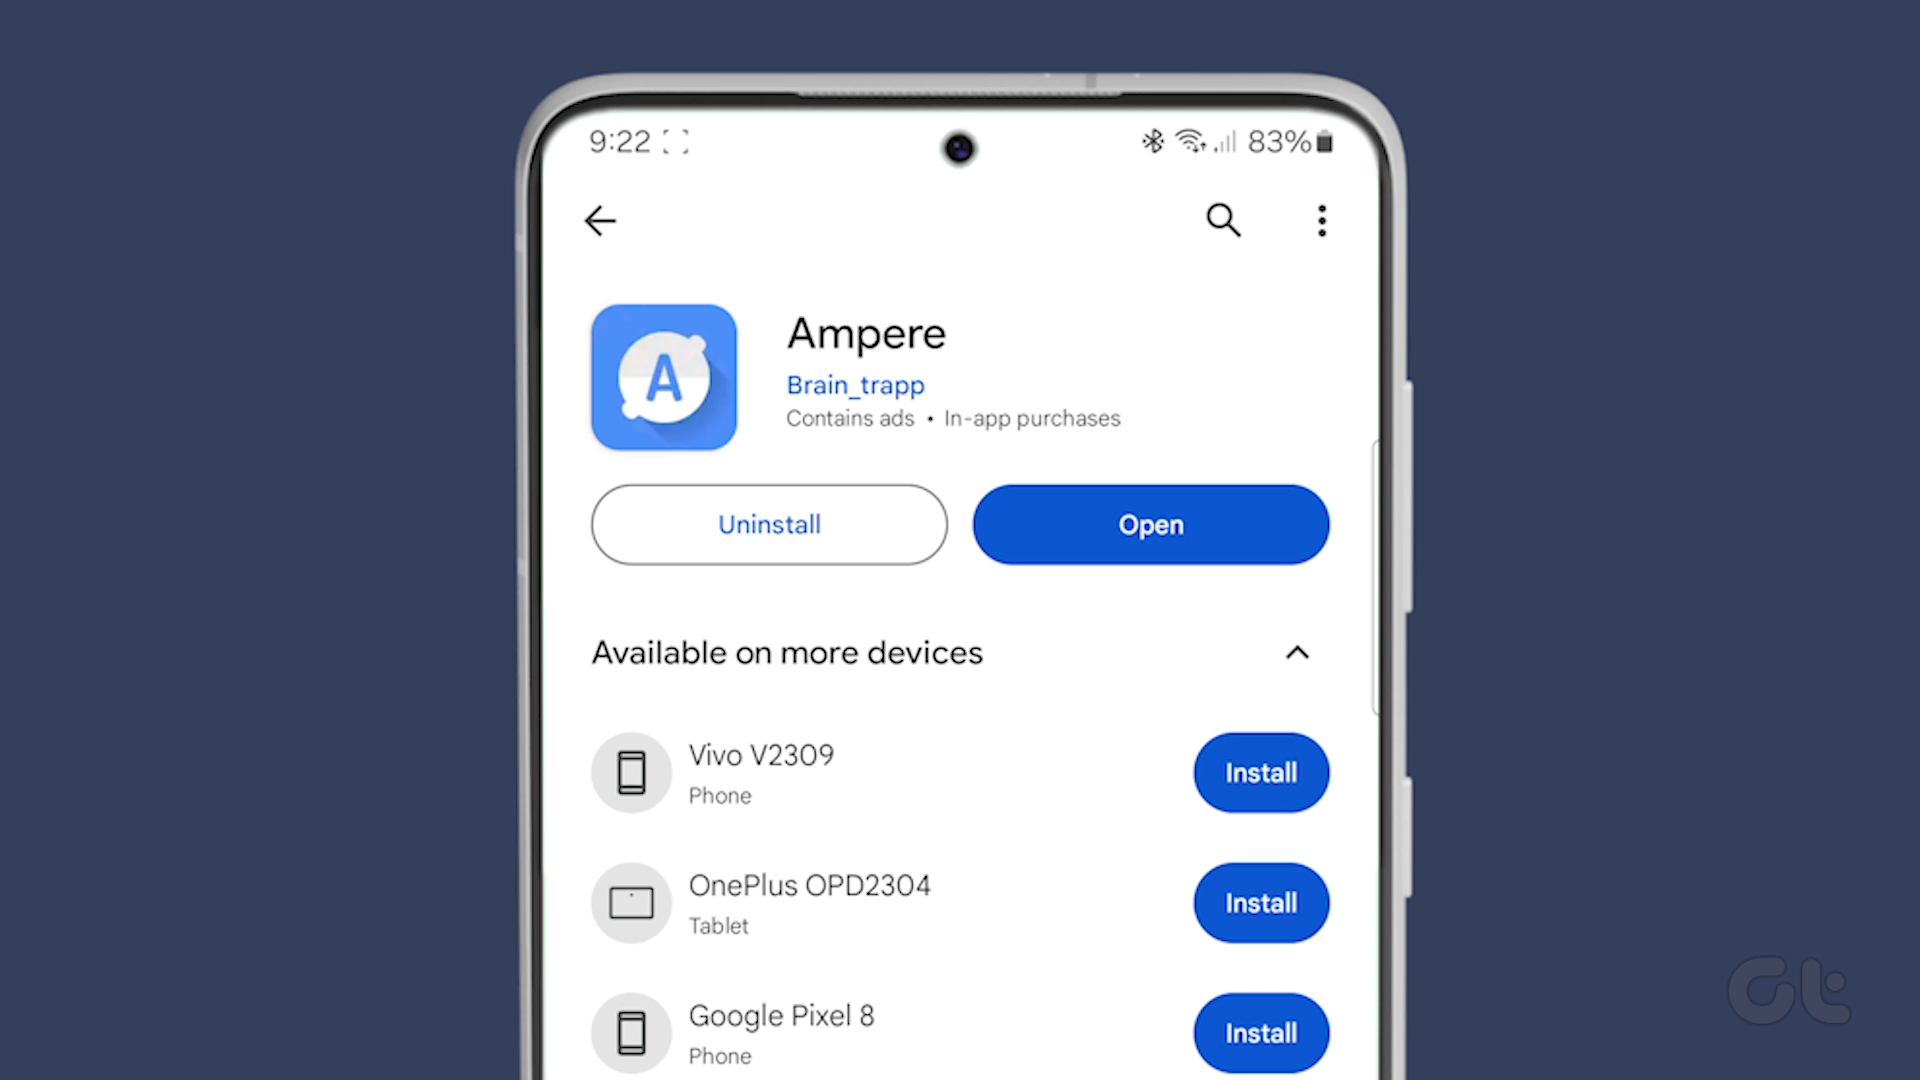 9:22 83%
A
Ampere
Brain_trapp
Contains ads • In-app purchases
Uninstall Open
Available on more devices
Vivo V2309
Phone
Install
OnePlus OPD2304
Tablet
Install
Google Pixel 8
Phone
Install
Gt